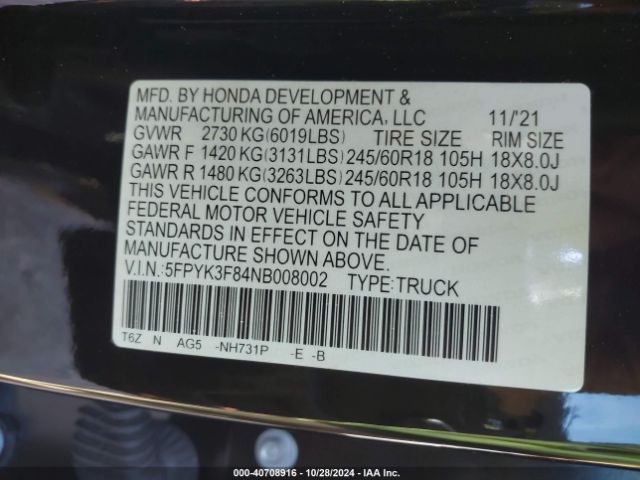 MFD. BY HONDA DEVELOPMENT &
MANUFACTURING OF AMERICA, LLC 11/'21
GVWR 2730 KG(6019LBS) TIRE SIZE RIM SIZE
GAWR F 1420 KG(3131LBS) 245/60R18 105H 18X8.0J
GAWR R 1480 KG(3263LBS) 245/60R18 105H 18X8.0J
THIS VEHICLE CONFORMS TO ALL APPLICABLE
FEDERAL MOTOR VEHICLE SAFETY
STANDARDS IN EFFECT ON THE DATE OF
MANUFACTURE SHOWN ABOVE.
V.I.N.:5FPYK3F84NB008002 TYPE:TRUCK
T6Z N AG5 -NH731P -E -B
000-40708916 | 10/28/2024 | IAA Inc.